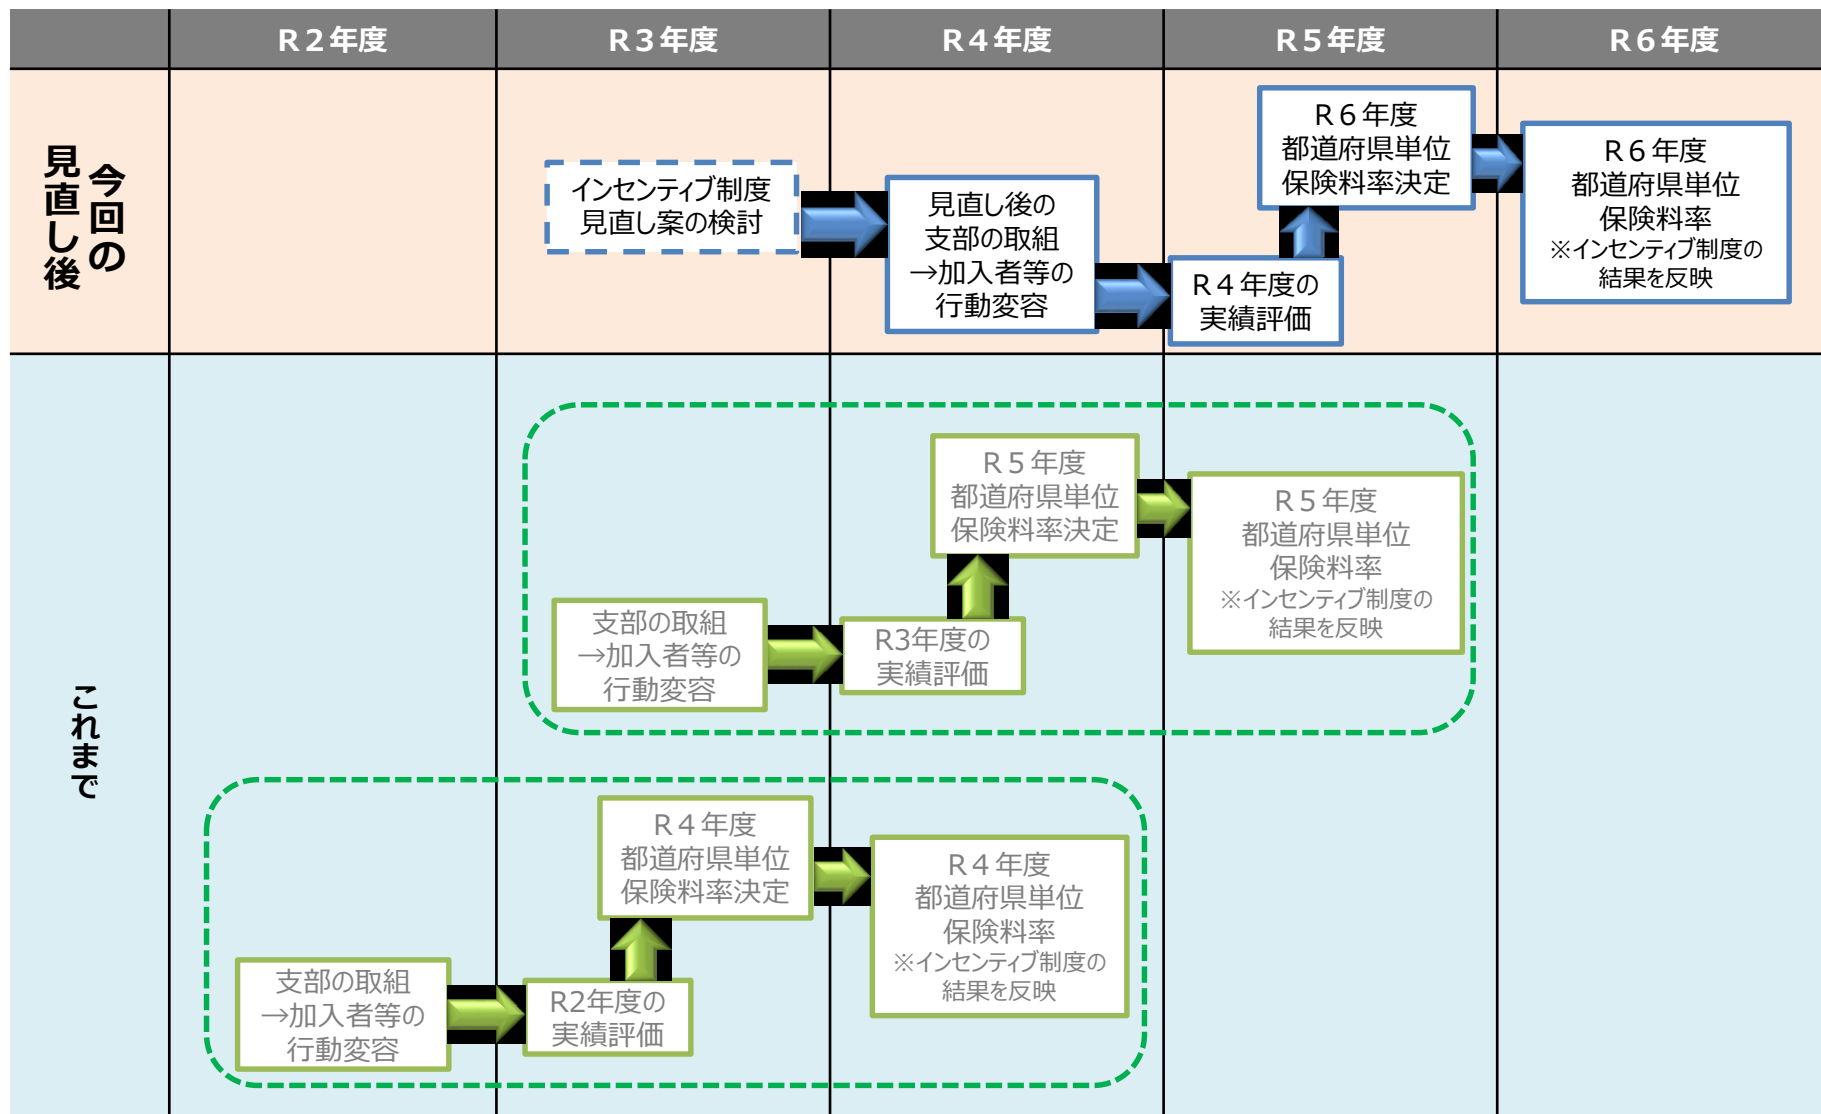 R２年度
R３年度
R４年度
R５年度
R６年度
今回の
見直し後
インセンティブ制度
見直し案の検討
見直し後の
支部の取組
→加入者等の
行動変容
R４年度の
実績評価
R６年度
都道府県単位
保険料率決定
R６年度
都道府県単位
保険料率
※インセンティブ制度の
結果を反映
これまで
支部の取組
→加入者等の
行動変容
R3年度の
実績評価
R５年度
都道府県単位
保険料率決定
R５年度
都道府県単位
保険料率
※インセンティブ制度の
結果を反映
支部の取組
→加入者等の
行動変容
R2年度の
実績評価
R４年度
都道府県単位
保険料率決定
R４年度
都道府県単位
保険料率
※インセンティブ制度の
結果を反映